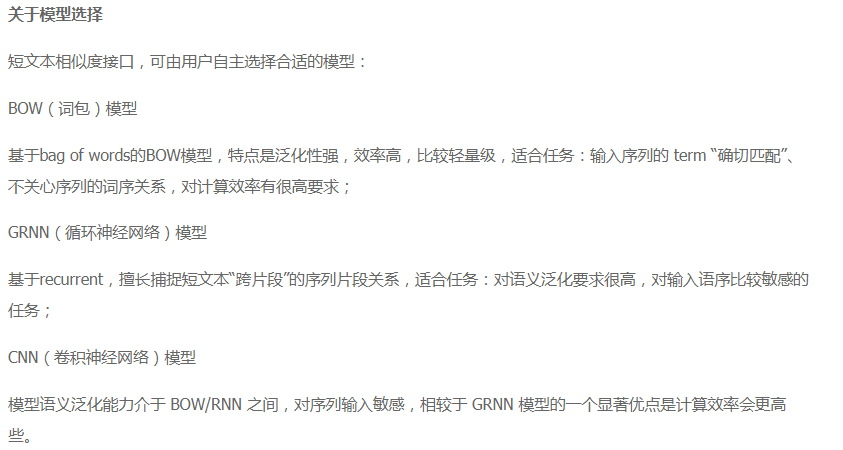 关于模型选择
短文本相似度接口，可由用户自主选择合适的模型：
BOW（词包）模型
基于bag of words的BOW模型，特点是泛化性强，效率高，比较轻量级，适合任务：输入序列的 term “确切匹配”、
不关心序列的词序关系，对计算效率有很高要求；
GRNN（循环神经网络）模型
基于recurrent，擅长捕捉短文本“跨片段”的序列片段关系，适合任务：对语义泛化要求很高，对输入语序比较敏感的
任务；
CNN（卷积神经网络）模型
模型语义泛化能力介于 BOW/RNN 之间，对序列输入敏感，相较于 GRNN 模型的一个显著优点是计算效率会更高
些。